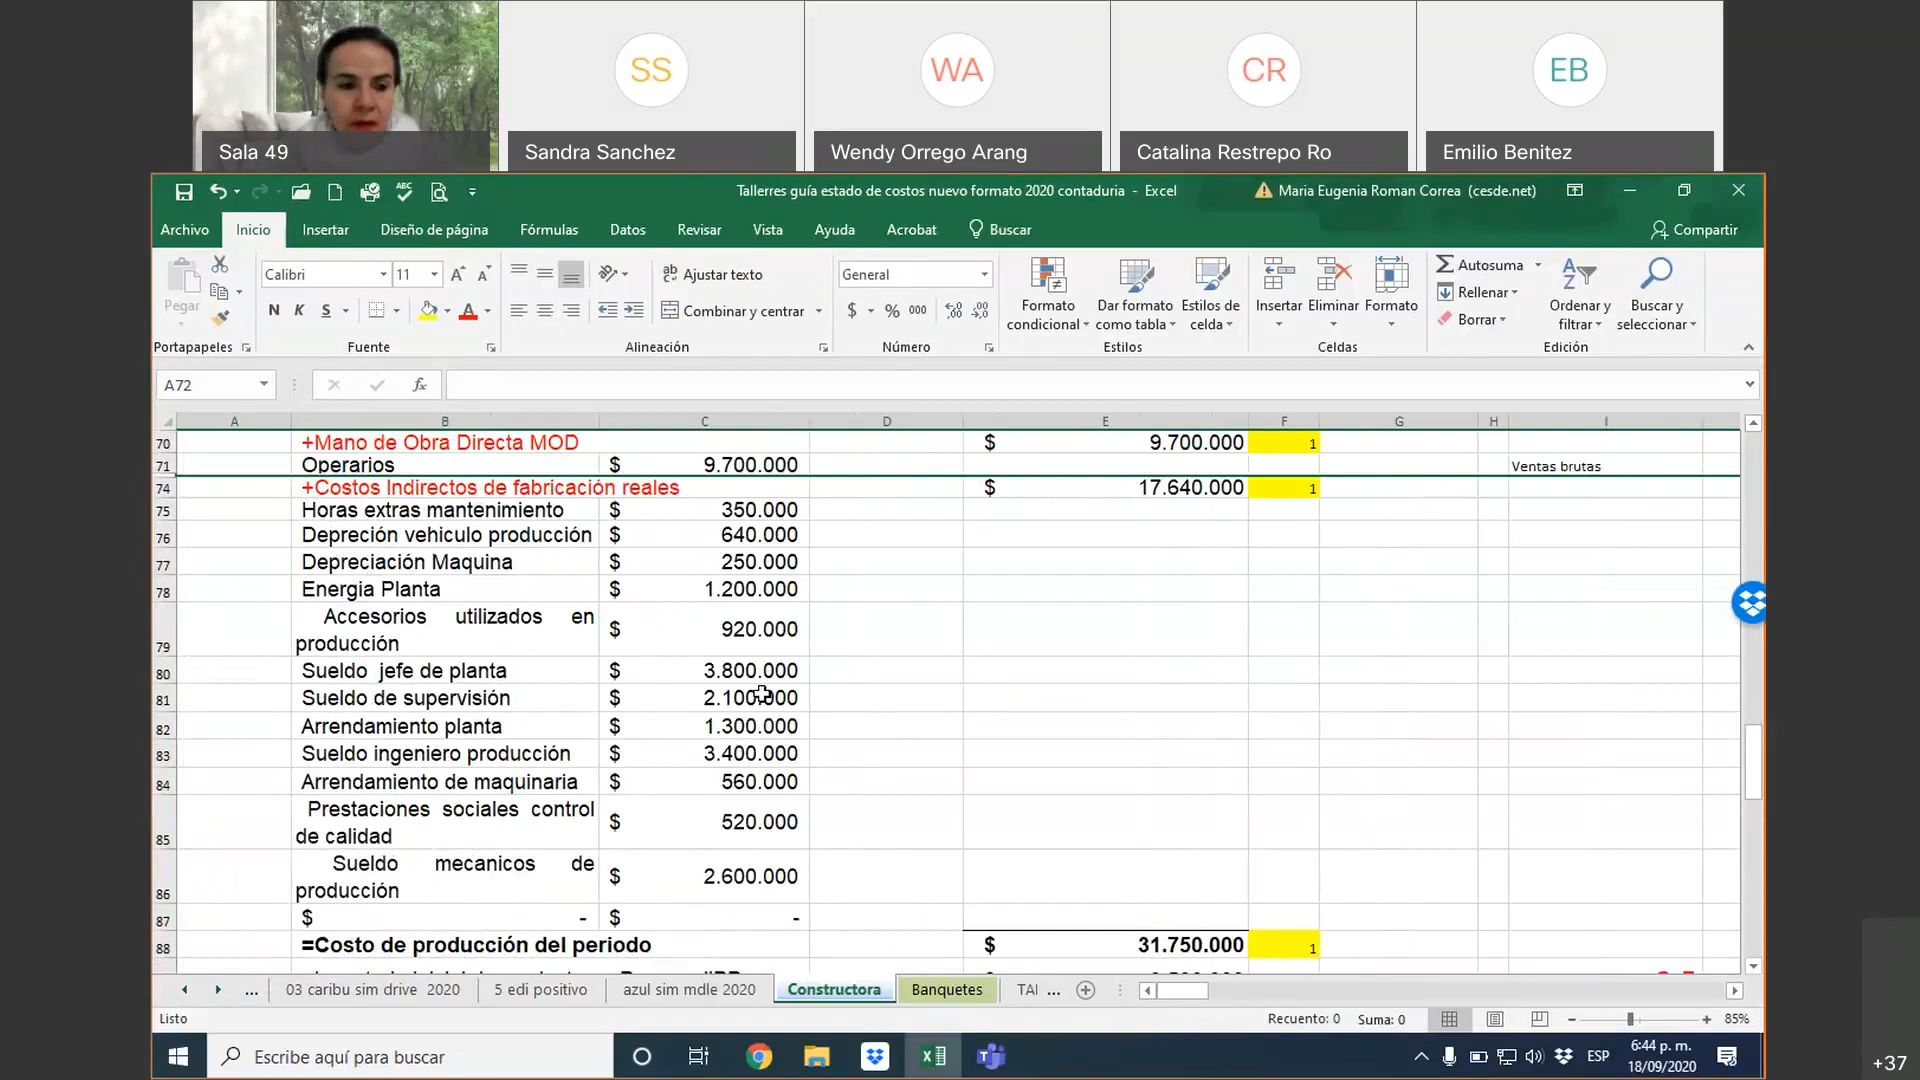 SS
WA
CR
EB
Sala 49
Sandra Sanchez
Wendy Orrego Arang
Catalina Restrepo Ro
Emilio Benitez
Tallerres guía estado de costos nuevo formato 2020 contaduria - Excel
Maria Eugenia Roman Correa (cesde.net)
Archivo Inicio Insertar Diseño de página Fórmulas Datos Revisar Vista Ayuda Acrobat Buscar Compartir
Pegar
Calibri 11
N K S
Ajustar texto
Combinar y centrar
General
$ % 000
Formato condicional
Dar formato como tabla
Estilos de celda
Insertar
Eliminar
Formato
Autosuma
Rellenar
Borrar
Ordenar y filtrar
Buscar y seleccionar
Portapapeles Fuente Alineación Número Estilos Celdas Edición
A72 fx
A B C D E F G H I
70 +Mano de Obra Directa MOD $ 9.700.000 1
71 Operarios $ 9.700.000 Ventas brutas
74 +Costos Indirectos de fabricación reales $ 17.640.000 1
75 Horas extras mantenimiento $ 350.000
76 Depreción vehiculo producción $ 640.000
77 Depreciación Maquina $ 250.000
78 Energia Planta $ 1.200.000
Accesorios utilizados en
79 producción $ 920.000
80 Sueldo jefe de planta $ 3.800.000
81 Sueldo de supervisión $ 2.100.000
82 Arrendamiento planta $ 1.300.000
83 Sueldo ingeniero producción $ 3.400.000
84 Arrendamiento de maquinaria $ 560.000
Prestaciones sociales control
85 de calidad $ 520.000
Sueldo mecanicos de
86 producción $ 2.600.000
87 $ - $ -
88 =Costo de producción del periodo $ 31.750.000 1
... 03 caribu sim drive 2020 5 edi positivo azul sim mdle 2020 Constructora Banquetes TAI ...
Listo Recuento: 0 Suma: 0 85%
Escribe aquí para buscar
ESP
6:44 p. m.
18/09/2020
+37